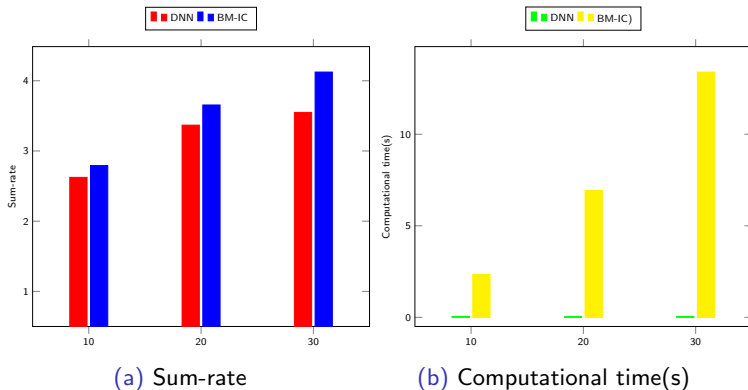 DNN BM-IC
4
3
2
1
Sum-rate
10 20 30
(a) Sum-rate
DNN BM-IC)
10
5
0
Computational time(s)
10 20 30
(b) Computational time(s)